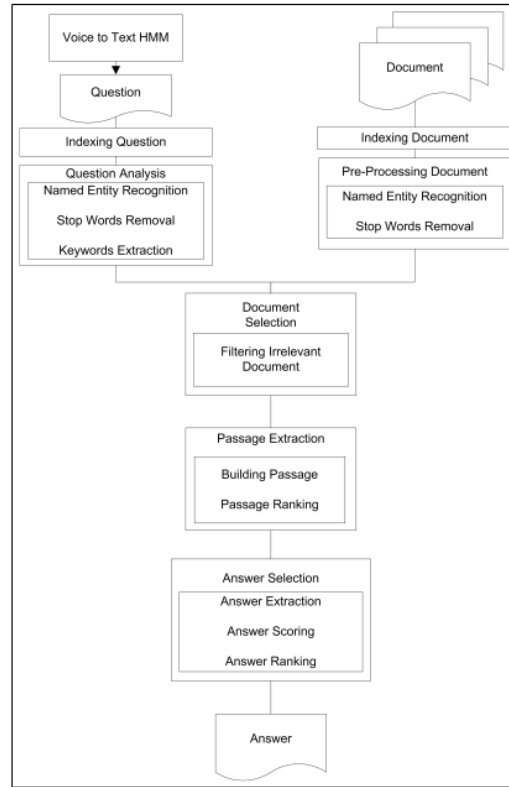 Voice to Text HMM
Question
Indexing Question
Question Analysis
Named Entity Recognition
Stop Words Removal
Keywords Extraction
Document
Indexing Document
Pre-Processing Document
Named Entity Recognition
Stop Words Removal
Document
Selection
Filtering Irrelevant
Document
Passage Extraction
Building Passage
Passage Ranking
Answer Selection
Answer Extraction
Answer Scoring
Answer Ranking
Answer